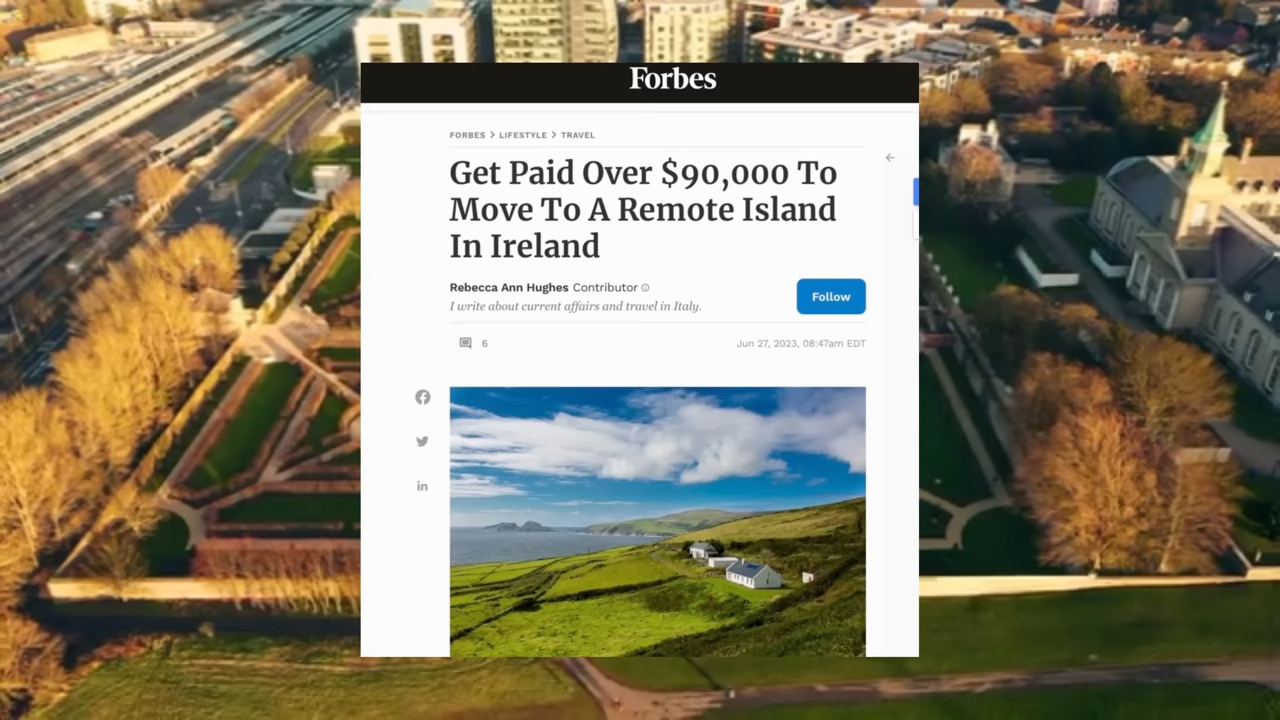 Forbes
FORBES > LIFESTYLE > TRAVEL
Get Paid Over $90,000 To
Move To A Remote Island
In Ireland
Rebecca Ann Hughes Contributor
I write about current affairs and travel in Italy.
Follow
6
Jun 27, 2023, 08:47am EDT